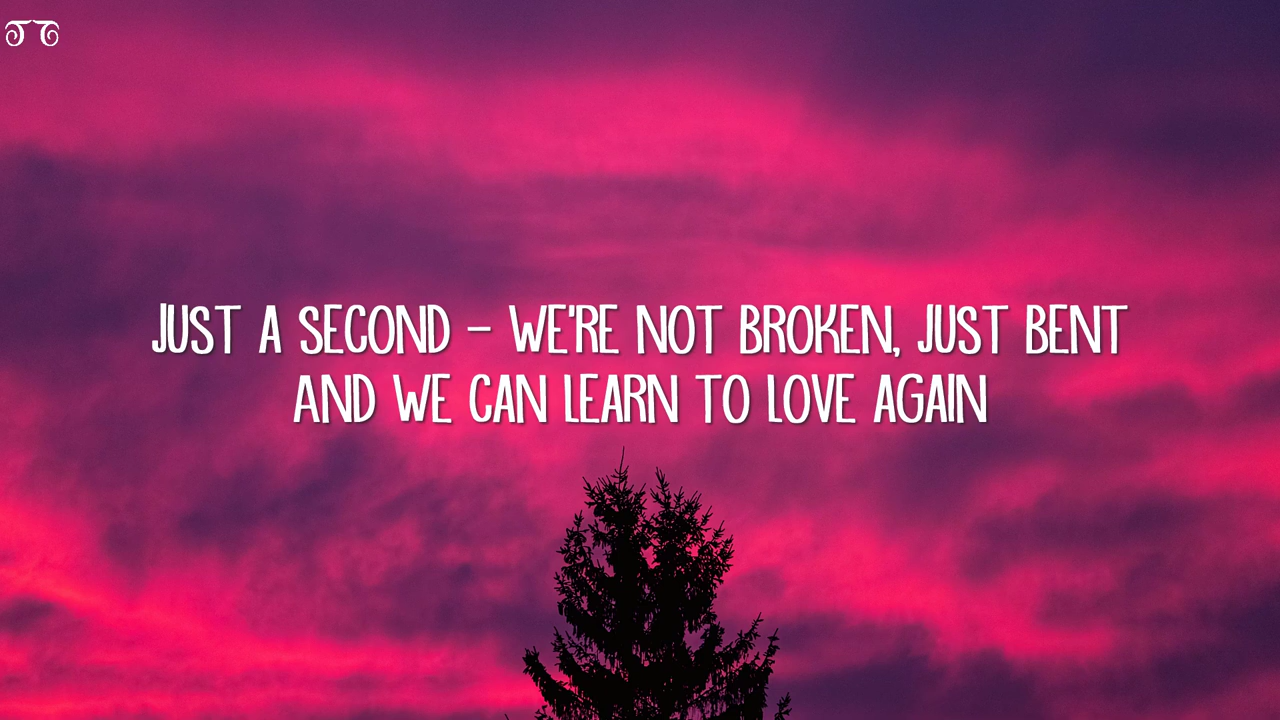 JUST A SECOND - WE'RE NOT BROKEN, JUST BENT
AND WE CAN LEARN TO LOVE AGAIN